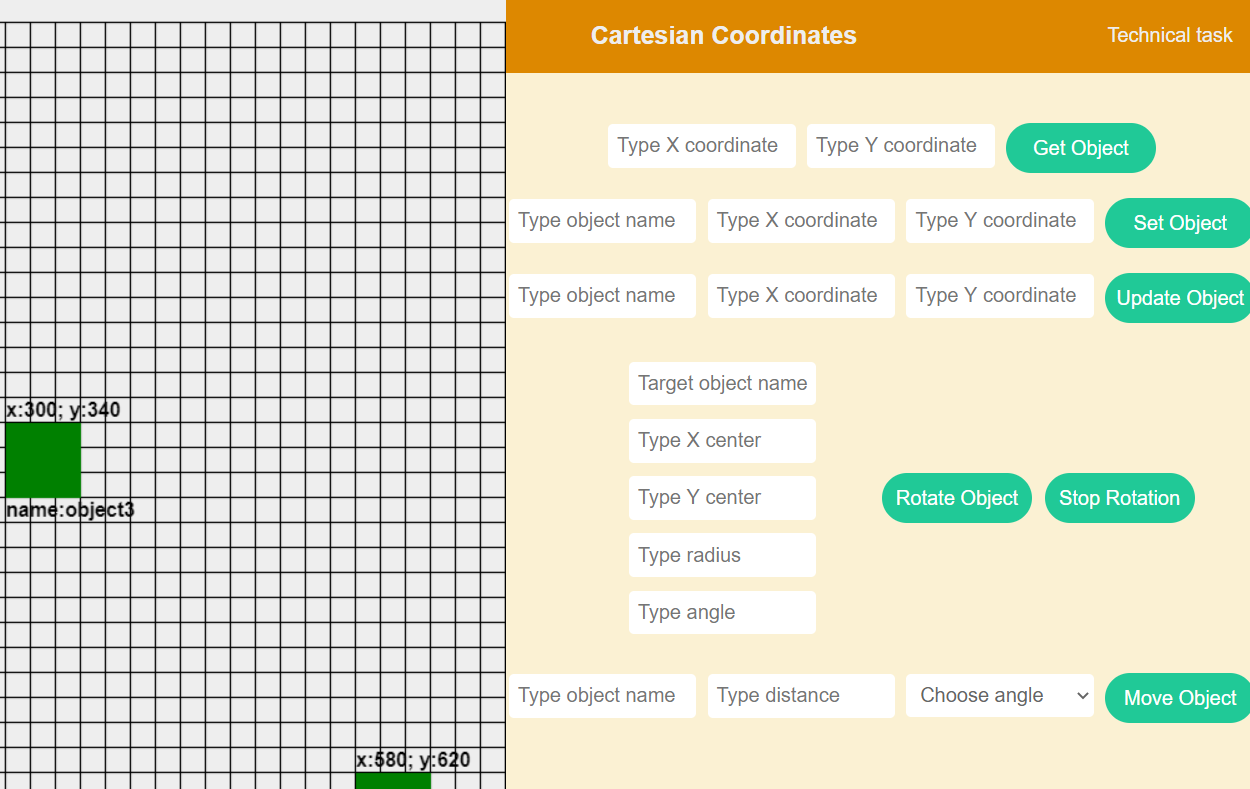 Cartesian Coordinates
Technical task
Type X coordinate Type Y coordinate Get Object
Type object name Type X coordinate Type Y coordinate Set Object
Type object name Type X coordinate Type Y coordinate Update Object
Target object name
Type X center
Type Y center
Rotate Object Stop Rotation
Type radius
Type angle
Type object name Type distance Choose angle Move Object
x:300; y:340
name:object3
x:580; y:620